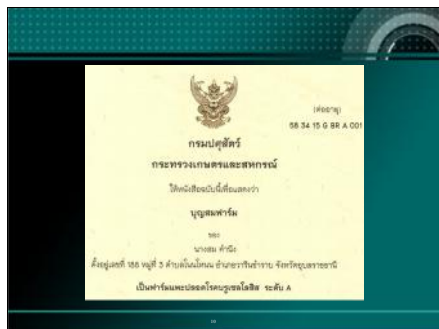 (ต่ออายุ)
58 34 15 G BR A 001
กรมปศุสัตว์
กระทรวงเกษตรและสหกรณ์
ให้หนังสือฉบับนี้เพื่อแสดงว่า
บุญสมฟาร์ม
ของ
นางสม คำนึง
ตั้งอยู่เลขที่ 188 หมู่ที่ 3 ตำบลโนนโหนน อำเภอวารินชำราบ จังหวัดอุบลราชธานี
เป็นฟาร์มแพะปลอดโรคบรูเซลโลสิส ระดับ A